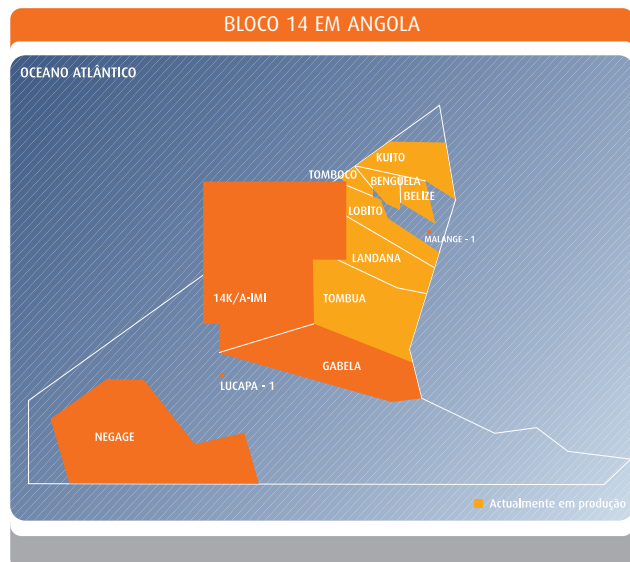 BLOCO 14 EM ANGOLA
OCEANO ATLÂNTICO
KUITO
TOMBOCO
BENGUELA
BELIZE
LOBITO
MALANGE - 1
LANDANA
14K/A-IMI
TOMBUA
GABELA
LUCAPA - 1
NEGAGE
Actualmente em produção